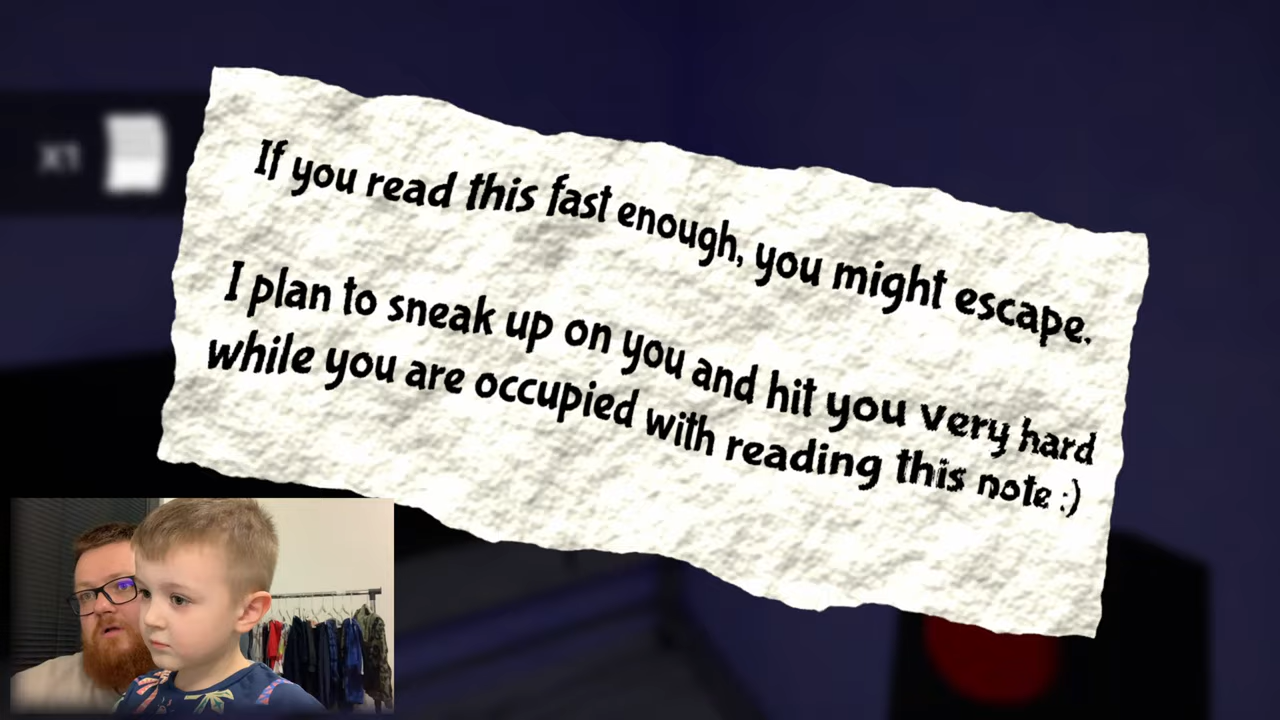 X1
If you read this fast enough, you might escape.
I plan to sneak up on you and hit you very hard
while you are occupied with reading this note :)